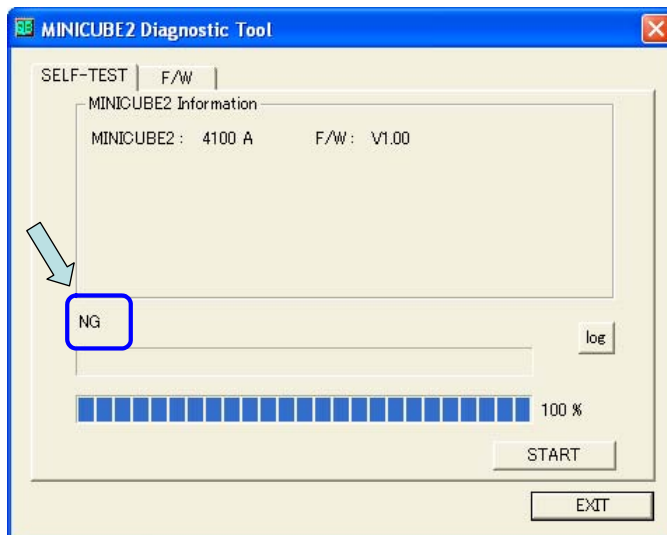 MINICUBE2 Diagnostic Tool
SELF-TEST F/W
MINICUBE2 Information
MINICUBE2 : 4100 A F/W : V1.00
NG
log
100 %
START
EXIT